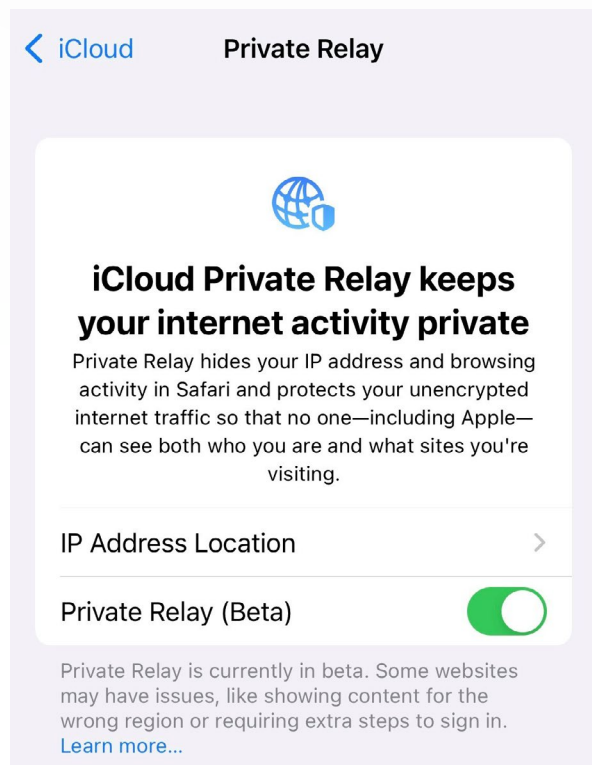 iCloud
Private Relay
iCloud Private Relay keeps
your internet activity private
Private Relay hides your IP address and browsing
activity in Safari and protects your unencrypted
internet traffic so that no one—including Apple—
can see both who you are and what sites you're
visiting.
IP Address Location
Private Relay (Beta)
Private Relay is currently in beta. Some websites
may have issues, like showing content for the
wrong region or requiring extra steps to sign in.
Learn more...